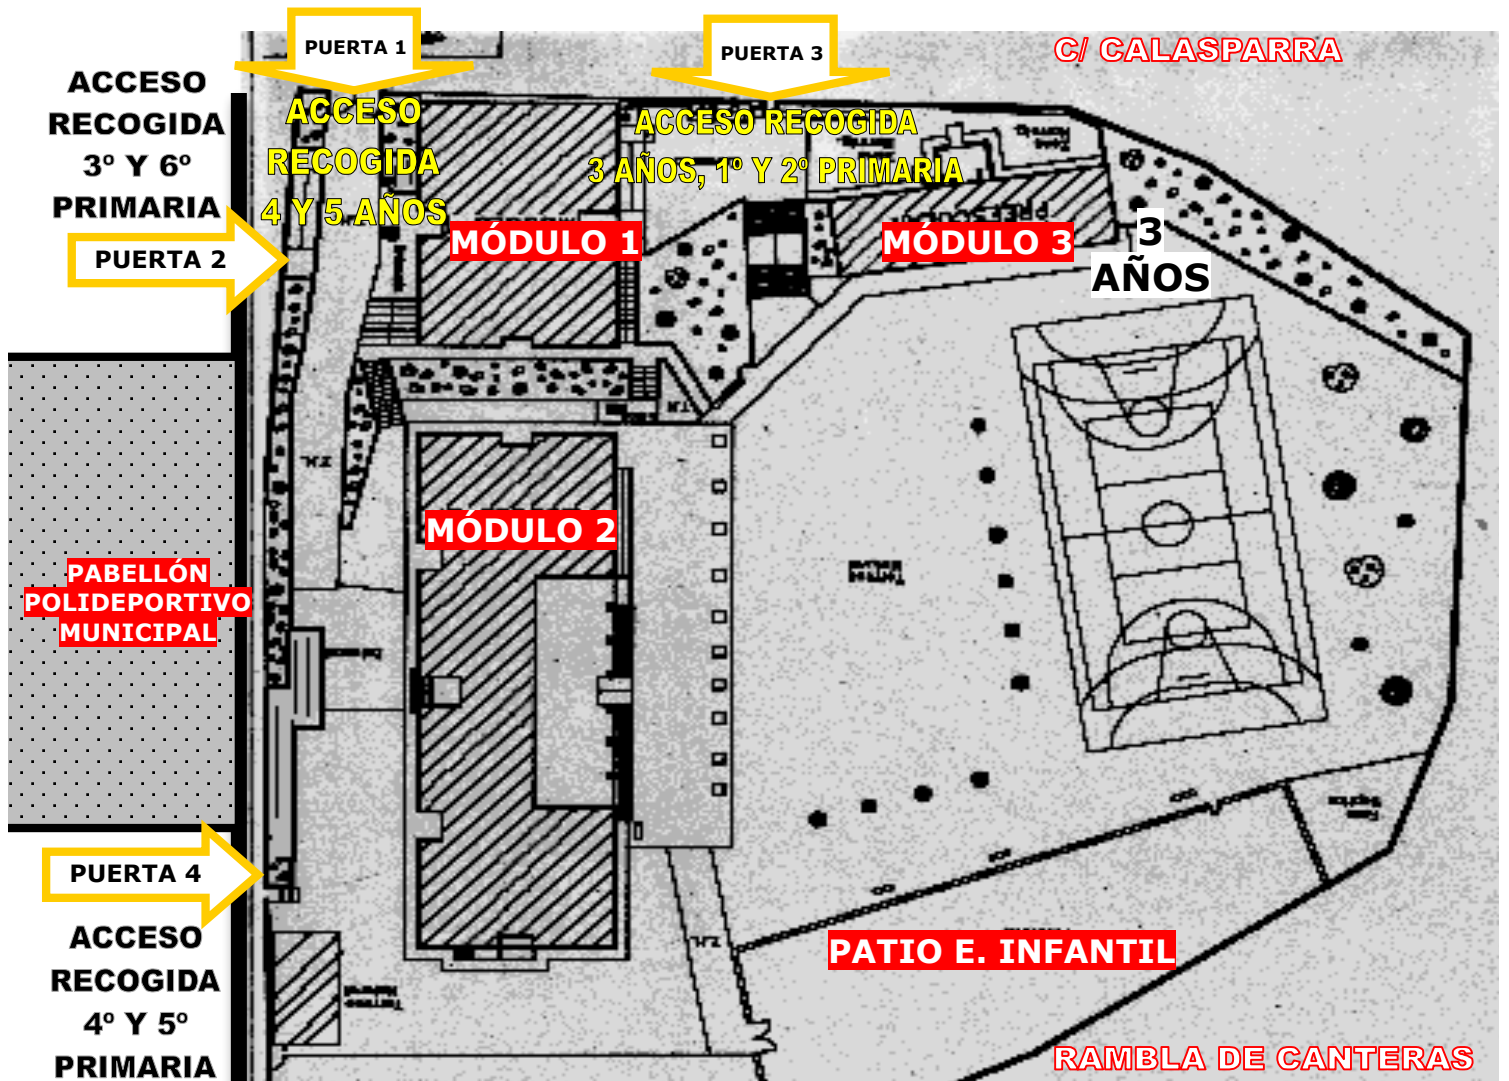 PUERTA 1
PUERTA 3
C/ CALASPARRA
ACCESO
RECOGIDA
3º Y 6º
PRIMARIA
ACCESO
RECOGIDA
4 Y 5 AÑOS
ACCESO RECOGIDA
3 AÑOS, 1º Y 2º PRIMARIA
PUERTA 2
MÓDULO 1
MÓDULO 3
3
AÑOS
MÓDULO 2
PABELLÓN
POLIDEPORTIVO
MUNICIPAL
PUERTA 4
ACCESO
RECOGIDA
4º Y 5º
PRIMARIA
PATIO E. INFANTIL
RAMBLA DE CANTERAS